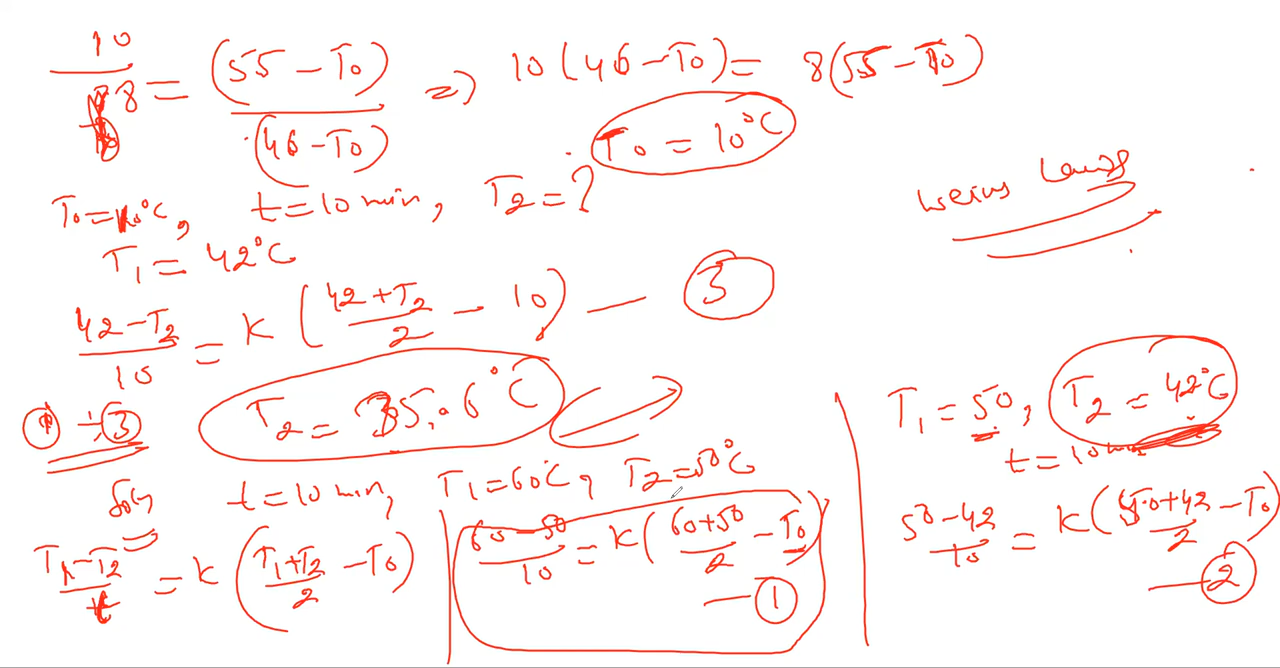 10/8 = (55 - T0)/(46 - T0) => 10(46 - T0) = 8(55 - T0)
T0 = 10°C
T0 = 10°C, t = 10 min, T2 = ?
T1 = 42°C
42 - T2/10 = K(42 + T2/2 - 10) — ③
① ÷ ③
T2 = 35.6°C
T1 = 50, T2 = 42°C
t = 10 min
Soln t = 10 min, T1 = 60°C, T2 = 50°C
T1 - T2/t = K(T1 + T2/2 - T0)
60 - 50/10 = K(60 + 50/2 - T0)
— ①
50 - 42/10 = K(50 + 42/2 - T0)
— ②